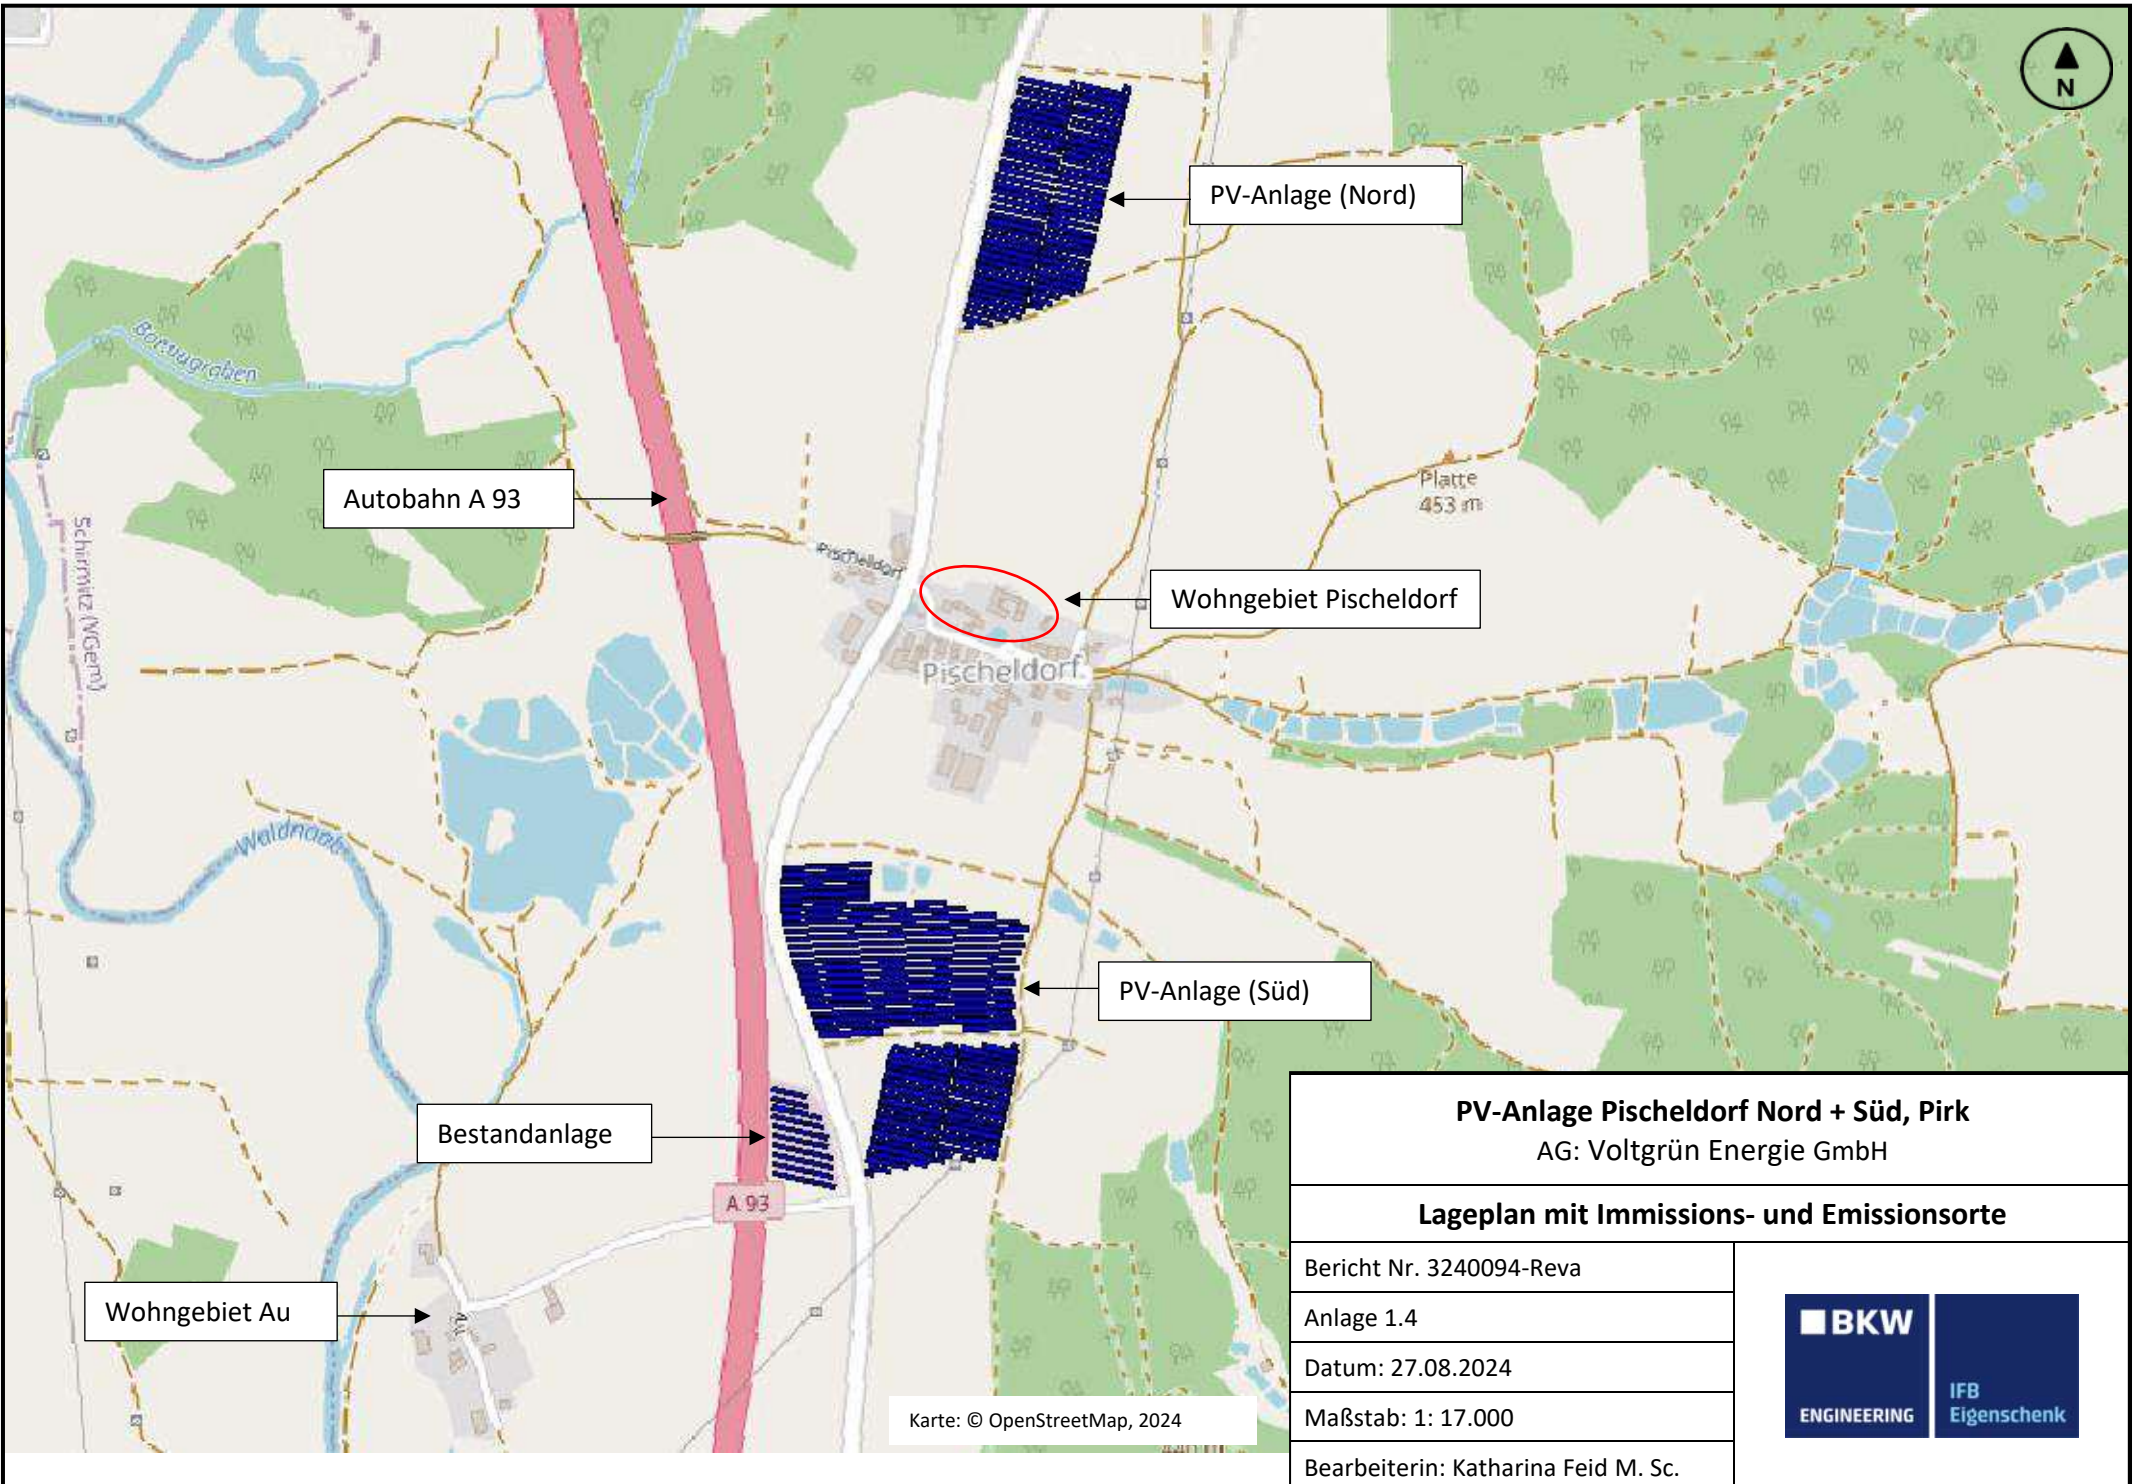 N
PV-Anlage (Nord)
Autobahn A 93
Schirmitz (VGem)
Pischeldorf
Wohngebiet Pischeldorf
Pischeldorf
Platte
453 m
Waldnaab
PV-Anlage (Süd)
Bestandanlage
A 93
Wohngebiet Au
Au
Karte: © OpenStreetMap, 2024
PV-Anlage Pischeldorf Nord + Süd, Pirk
AG: Voltgrün Energie GmbH
Lageplan mit Immissions- und Emissionsorte
Bericht Nr. 3240094-Reva
Anlage 1.4
Datum: 27.08.2024
Maßstab: 1: 17.000
Bearbeiterin: Katharina Feid M. Sc.
BKW
ENGINEERING
IFB
Eigenschenk